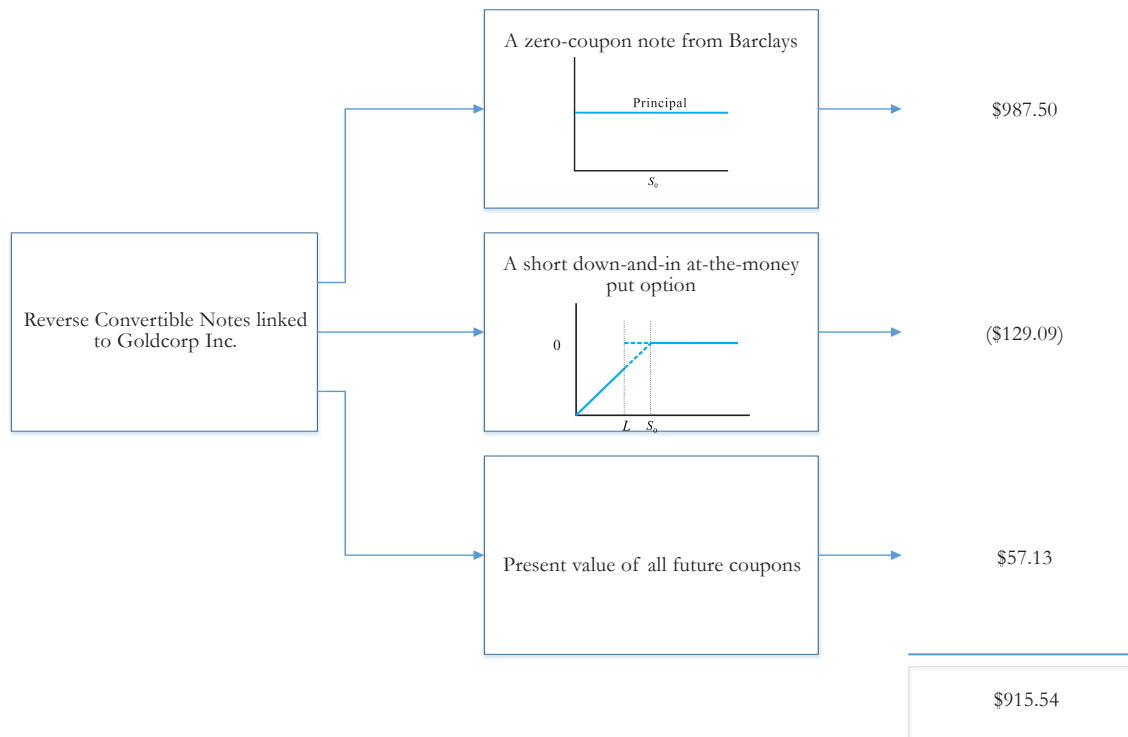 A zero-coupon note from Barclays
Principal
S₀
$987.50
Reverse Convertible Notes linked
to Goldcorp Inc.
A short down-and-in at-the-money
put option
0
L S₀
($129.09)
Present value of all future coupons
$57.13
$915.54